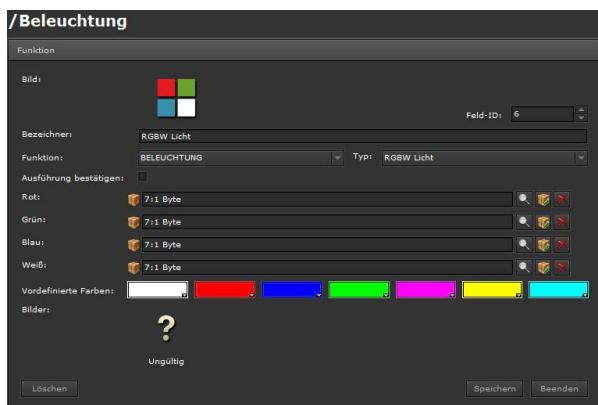 /Beleuchtung
Funktion
Bild:
Feld-ID: 6
Bezeichner: RGBW Licht
Funktion: BELEUCHTUNG Typ: RGBW Licht
Ausführung bestätigen:
Rot: 7:1 Byte
Grün: 7:1 Byte
Blau: 7:1 Byte
Weiß: 7:1 Byte
Vordefinierte Farben:
Bilder:
?
Ungültig
Löschen Speichern Beenden